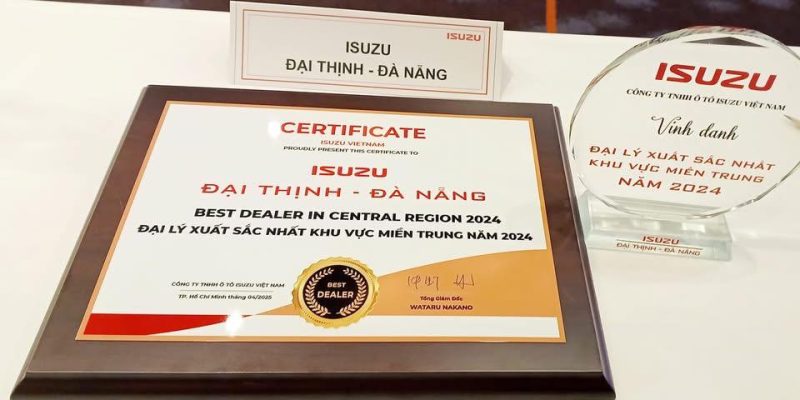 ISUZU
ISUZU
ĐẠI THỊNH - ĐÀ NẴNG
CERTIFICATE
ISUZU VIETNAM
PROUDLY PRESENT THIS CERTIFICATE TO
ISUZU
ĐẠI THỊNH - ĐÀ NẴNG
BEST DEALER IN CENTRAL REGION 2024
ĐẠI LÝ XUẤT SẮC NHẤT KHU VỰC MIỀN TRUNG NĂM 2024
CÔNG TY TNHH Ô TÔ ISUZU VIỆT NAM
TP. Hồ Chí Minh tháng 04/2025
BEST
DEALER
Tổng Giám Đốc
WATARU NAKANO
ISUZU
CÔNG TY TNHH Ô TÔ ISUZU VIỆT NAM
Vinh danh
ĐẠI LÝ XUẤT SẮC NHẤT
KHU VỰC MIỀN TRUNG
NĂM 2024
ISUZU
ĐẠI THỊNH - ĐÀ NẴNG